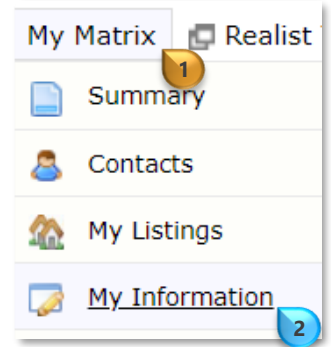 My Matrix Realist
1
Summary
Contacts
My Listings
My Information
2